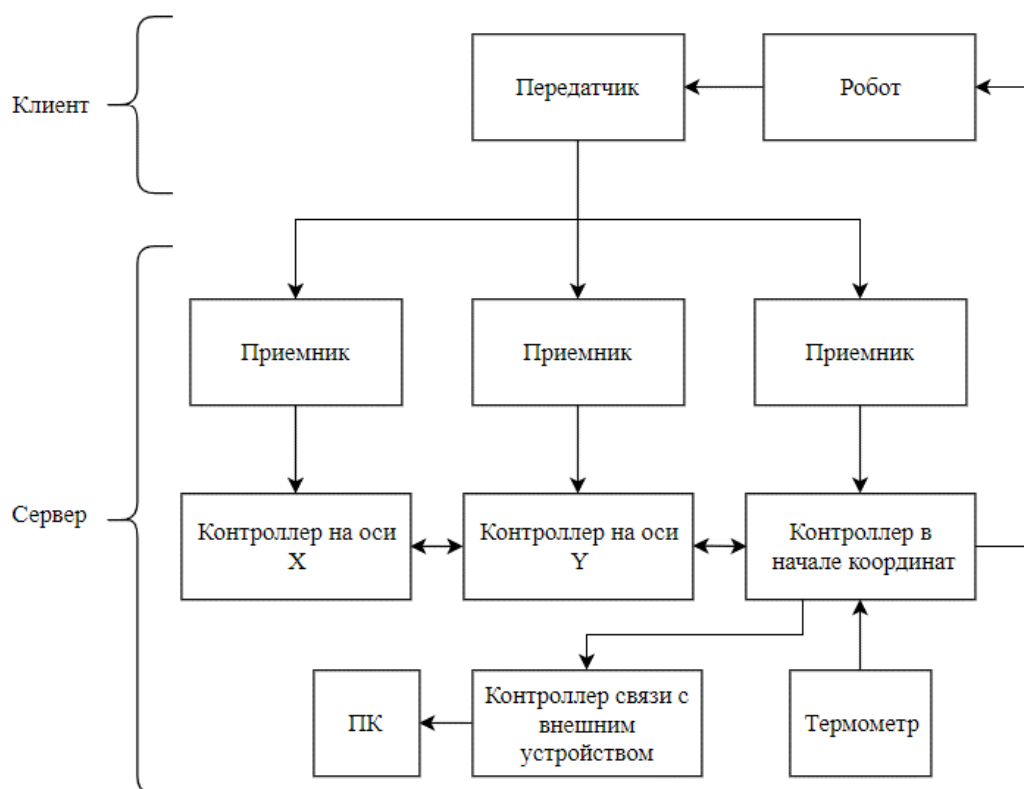 Передатчик
Робот
Клиент
Приемник
Приемник
Приемник
Сервер
Контроллер на оси
X
Контроллер на оси
Y
Контроллер в
начале координат
ПК
Контроллер связи с
внешним
устройством
Термометр